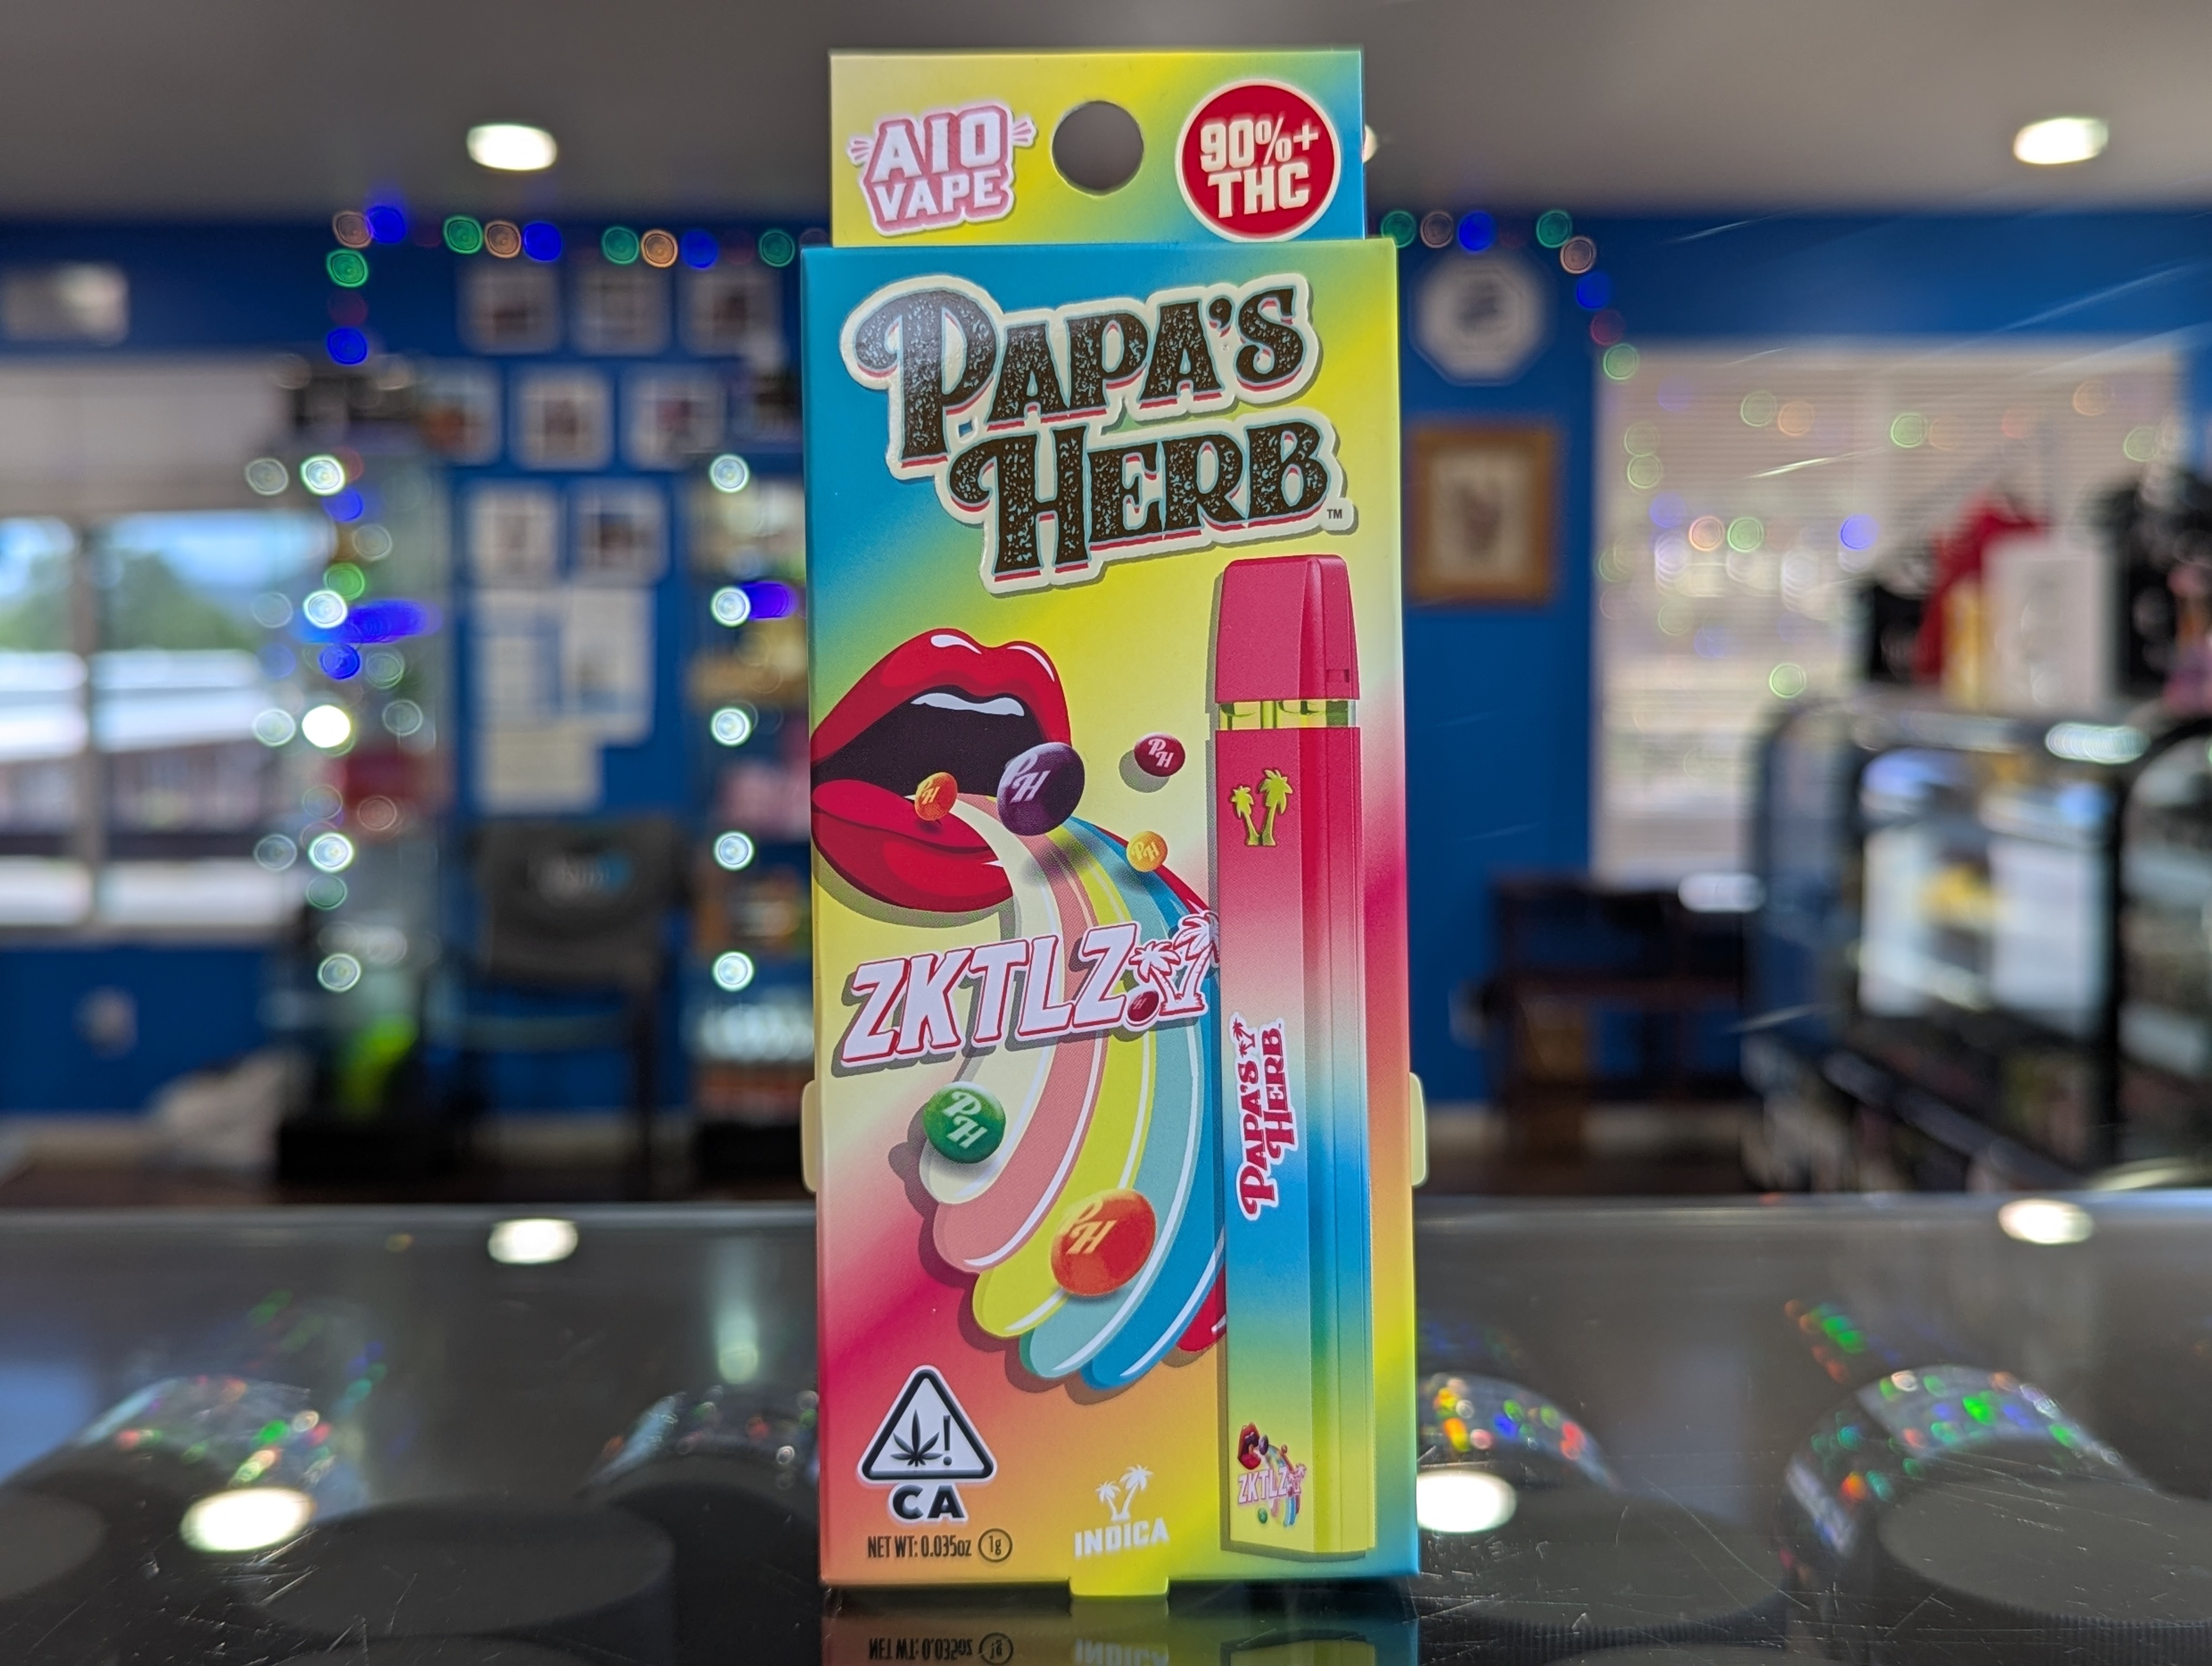 AIO
VAPE
90%+
THC
PAPA'S
HERB
TM
PH
PH
PH
PH
ZKTLZ
PH
PH
PAPA'S
HERB
ZKTLZ
CA
NET WT: 0.035oz 1g
INDICA